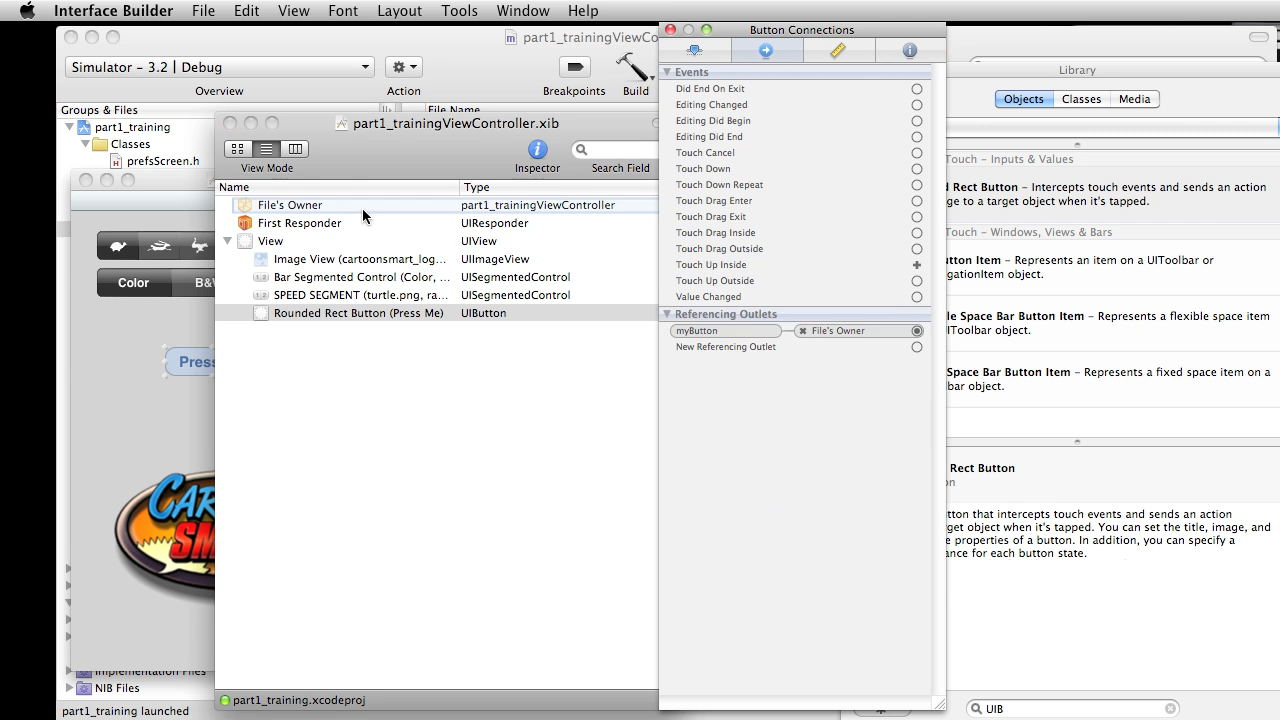 Interface Builder File Edit View Font Layout Tools Window Help
part1_trainingViewCo
Simulator - 3.2 | Debug
Overview
Action
Breakpoints
Build
Groups & Files
File Name
part1_training
Classes
prefsScreen.h
Color
B&
Press
Implementation Files
NIB Files
part1_training launched
part1_trainingViewController.xib
View Mode
Inspector
Search Field
Name Type
File's Owner part1_trainingViewController
First Responder UIResponder
View UIView
Image View (cartoonsmart_log... UIImageView
Bar Segmented Control (Color, ... UISegmentedControl
SPEED SEGMENT (turtle.png, ra... UISegmentedControl
Rounded Rect Button (Press Me) UIButton
part1_training.xcodeproj
Button Connections
Events
Did End On Exit
Editing Changed
Editing Did Begin
Editing Did End
Touch Cancel
Touch Down
Touch Down Repeat
Touch Drag Enter
Touch Drag Exit
Touch Drag Inside
Touch Drag Outside
Touch Up Inside
Touch Up Outside
Value Changed
Referencing Outlets
myButton File's Owner
New Referencing Outlet
Library
Objects Classes Media
Touch – Inputs & Values
d Rect Button – Intercepts touch events and sends an action
ge to a target object when it's tapped.
Touch – Windows, Views & Bars
utton Item – Represents an item on a UIToolbar or
gationItem object.
le Space Bar Button Item – Represents a flexible space item
IToolbar object.
Space Bar Button Item – Represents a fixed space item on a
bar object.
Rect Button
on
tton that intercepts touch events and sends an action
get object when it's tapped. You can set the title, image, and
e properties of a button. In addition, you can specify a
ance for each button state.
UIB